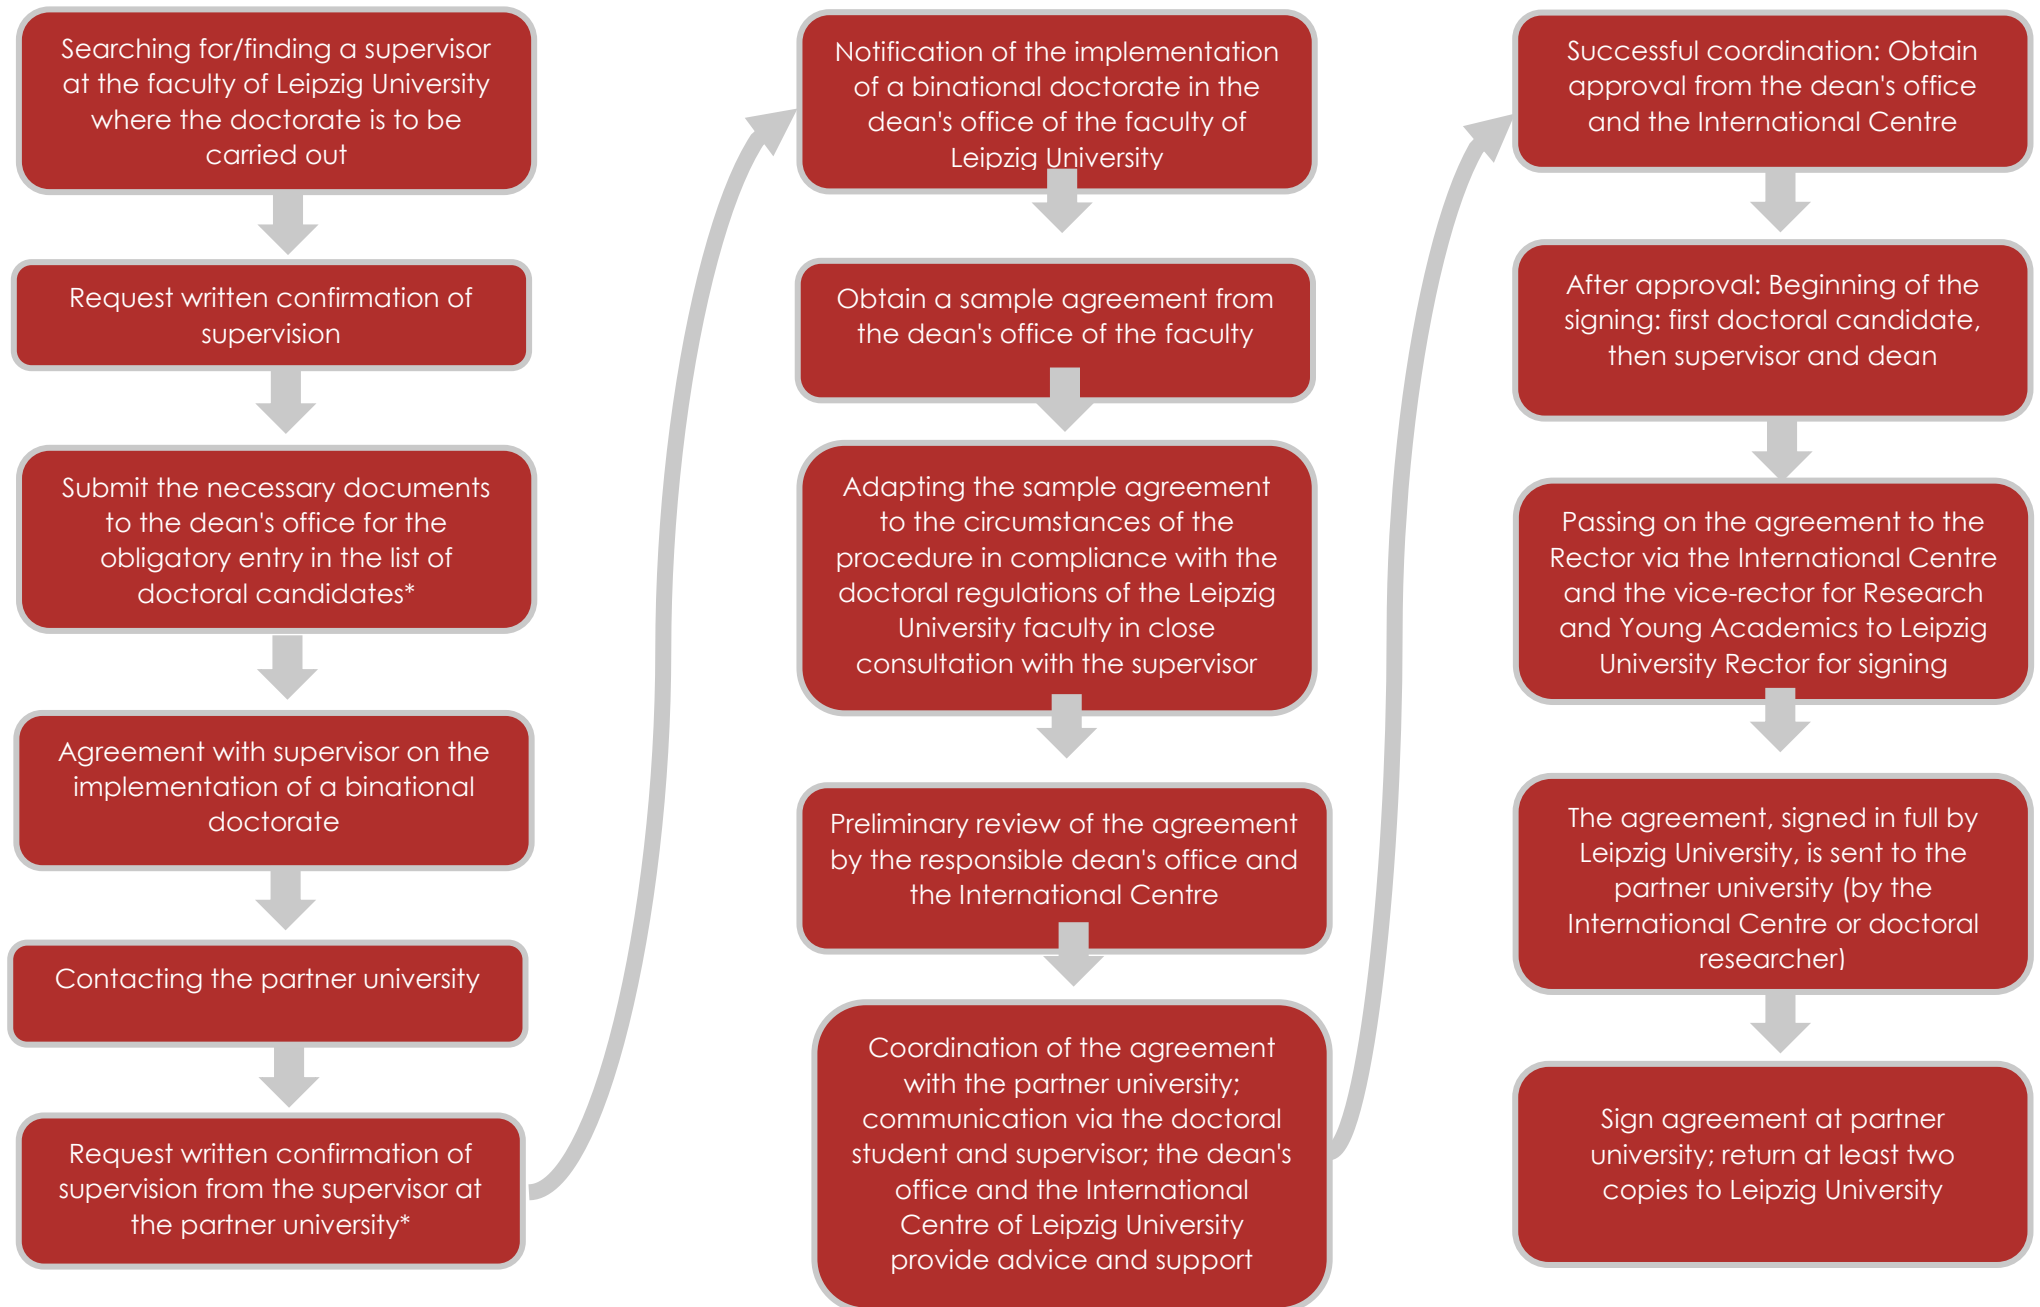 Searching for/finding a supervisor
at the faculty of Leipzig University
where the doctorate is to be
carried out
Request written confirmation of
supervision
Submit the necessary documents
to the dean's office for the
obligatory entry in the list of
doctoral candidates*
Agreement with supervisor on the
implementation of a binational
doctorate
Contacting the partner university
Request written confirmation of
supervision from the supervisor at
the partner university*
Notification of the implementation
of a binational doctorate in the
dean's office of the faculty of
Leipzig University
Obtain a sample agreement from
the dean's office of the faculty
Adapting the sample agreement
to the circumstances of the
procedure in compliance with the
doctoral regulations of the Leipzig
University faculty in close
consultation with the supervisor
Preliminary review of the agreement
by the responsible dean's office and
the International Centre
Coordination of the agreement
with the partner university;
communication via the doctoral
student and supervisor; the dean's
office and the International
Centre of Leipzig University
provide advice and support
Successful coordination: Obtain
approval from the dean's office
and the International Centre
After approval: Beginning of the
signing: first doctoral candidate,
then supervisor and dean
Passing on the agreement to the
Rector via the International Centre
and the vice-rector for Research
and Young Academics to Leipzig
University Rector for signing
The agreement, signed in full by
Leipzig University, is sent to the
partner university (by the
International Centre or doctoral
researcher)
Sign agreement at partner
university; return at least two
copies to Leipzig University